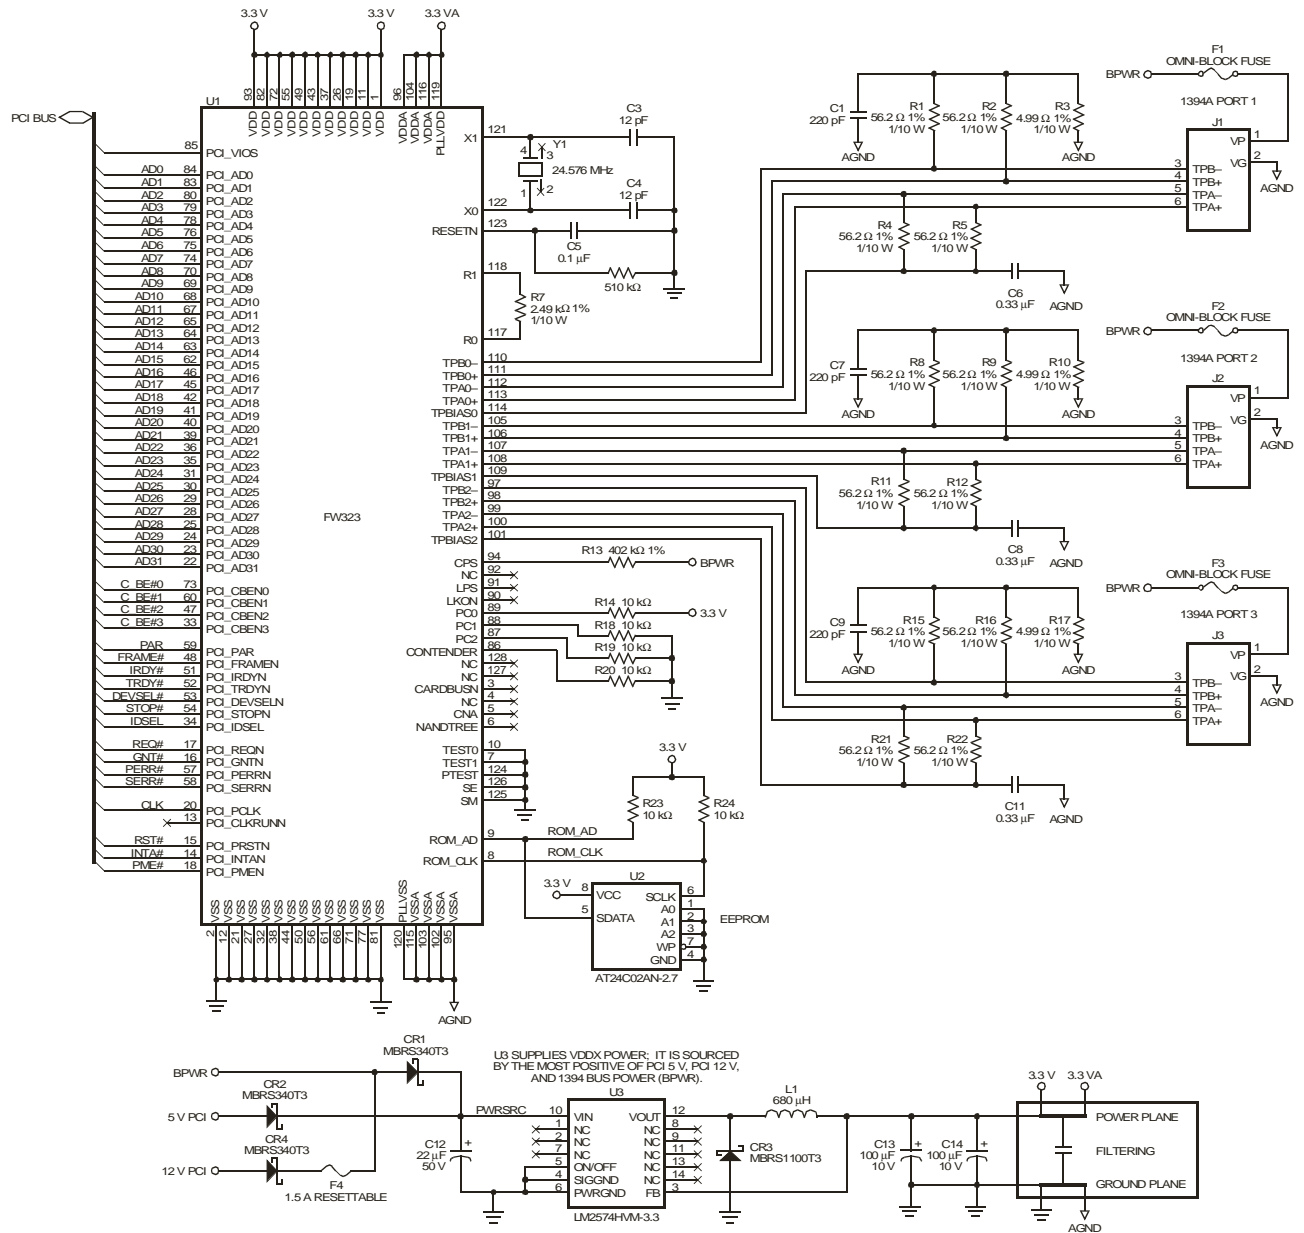 3.3 V 3.3 V 3.3 VA
U1
PCI BUS
93 82 72 55 49 43 37 26 19 11 1 96 104 116 119
VDD VDD VDD VDD VDD VDD VDD VDD VDD VDD VDD VDDA VDDA VDDA PLLVDD
85 PCI_VIOS
AD0 84 PCI_AD0
AD1 83 PCI_AD1
AD2 80 PCI_AD2
AD3 79 PCI_AD3
AD4 78 PCI_AD4
AD5 76 PCI_AD5
AD6 75 PCI_AD6
AD7 74 PCI_AD7
AD8 70 PCI_AD8
AD9 69 PCI_AD9
AD10 68 PCI_AD10
AD11 67 PCI_AD11
AD12 65 PCI_AD12
AD13 64 PCI_AD13
AD14 63 PCI_AD14
AD15 62 PCI_AD15
AD16 46 PCI_AD16
AD17 45 PCI_AD17
AD18 42 PCI_AD18
AD19 41 PCI_AD19
AD20 40 PCI_AD20
AD21 39 PCI_AD21
AD22 36 PCI_AD22
AD23 35 PCI_AD23
AD24 31 PCI_AD24
AD25 30 PCI_AD25
AD26 29 PCI_AD26
AD27 28 PCI_AD27
AD28 25 PCI_AD28
AD29 24 PCI_AD29
AD30 23 PCI_AD30
AD31 22 PCI_AD31
C_BE#0 73 PCI_CBEN0
C_BE#1 60 PCI_CBEN1
C_BE#2 47 PCI_CBEN2
C_BE#3 33 PCI_CBEN3
PAR 59 PCI_PAR
FRAME# 48 PCI_FRAMEN
IRDY# 51 PCI_IRDYN
TRDY# 52 PCI_TRDYN
DEVSEL# 53 PCI_DEVSELN
STOP# 54 PCI_STOPN
IDSEL 34 PCI_IDSEL
REQ# 17 PCI_REQN
GNT# 16 PCI_GNTN
PERR# 57 PCI_PERRN
SERR# 58 PCI_SERRN
CLK 20 PCI_PCLK
13 PCI_CLKRUNN
RST# 15 PCI_PRSTN
INTA# 14 PCI_INTAN
PME# 18 PCI_PMEN
FW323
VSS VSS VSS VSS VSS VSS VSS VSS VSS VSS VSS VSS VSS VSS PLLVSS VSSA VSSA VSSA VSSA
2 12 21 27 32 38 44 50 56 61 66 71 77 81 120 115 103 102 95
AGND
X1 121
X0 122
RESETN 123
R1 118
R0 117
TPB0– 110
TPB0+ 111
TPA0– 112
TPA0+ 113
TPBIAS0 114
TPB1– 105
TPB1+ 106
TPA1– 107
TPA1+ 108
TPBIAS1 109
TPB2– 97
TPB2+ 98
TPA2– 99
TPA2+ 100
TPBIAS2 101
CPS 94
NC 92
LPS 91
LKON 90
PC0 89
PC1 88
PC2 87
CONTENDER 86
NC 128
NC 127
CARDBUSN 3
NC 4
CNA 5
NANDTREE 6
TEST0 10
TEST1 7
PTEST 124
SE 126
SM 125
ROM_AD 9 ROM_AD
ROM_CLK 8 ROM_CLK
C3
12 pF
4 3 Y1
24.576 MHz
1 2
C4
12 pF
C5
0.1 µF
510 kΩ
R7
2.49 kΩ 1%
1/10 W
R13 402 kΩ 1% BPWR
R14 10 kΩ 3.3 V
R18 10 kΩ
R19 10 kΩ
R20 10 kΩ
3.3 V
R23
10 kΩ
R24
10 kΩ
3.3 V
U2
8 VCC SCLK 6
5 SDATA A0 1
A1 2
A2 3
WP 7
GND 4
EEPROM
AT24C02AN-2.7
F1
OMNI-BLOCK FUSE
BPWR
1394A PORT 1
J1
VP 1
VG 2
AGND
3 TPB–
4 TPB+
5 TPA–
6 TPA+
C1
220 pF
AGND
R1
56.2 Ω 1%
1/10 W
R2
56.2 Ω 1%
1/10 W
R3
4.99 Ω 1%
1/10 W
AGND
R4
56.2 Ω 1%
1/10 W
R5
56.2 Ω 1%
1/10 W
C6
0.33 µF
AGND
F2
OMNI-BLOCK FUSE
BPWR
1394A PORT 2
J2
VP 1
VG 2
AGND
3 TPB–
4 TPB+
5 TPA–
6 TPA+
C7
220 pF
AGND
R8
56.2 Ω 1%
1/10 W
R9
56.2 Ω 1%
1/10 W
R10
4.99 Ω 1%
1/10 W
AGND
R11
56.2 Ω 1%
1/10 W
R12
56.2 Ω 1%
1/10 W
C8
0.33 µF
AGND
F3
OMNI-BLOCK FUSE
BPWR
1394A PORT 3
J3
VP 1
VG 2
AGND
3 TPB–
4 TPB+
5 TPA–
6 TPA+
C9
220 pF
AGND
R15
56.2 Ω 1%
1/10 W
R16
56.2 Ω 1%
1/10 W
R17
4.99 Ω 1%
1/10 W
AGND
R21
56.2 Ω 1%
1/10 W
R22
56.2 Ω 1%
1/10 W
C11
0.33 µF
AGND
CR1
MBRS340T3
BPWR
CR2
MBRS340T3
5 V PCI
CR4
MBRS340T3
12 V PCI
F4
1.5 A RESETTABLE
PWRSRC
C12
22 µF
50 V
+
U3 SUPPLIES VDDX POWER; IT IS SOURCED
BY THE MOST POSITIVE OF PCI 5 V, PCI 12 V,
AND 1394 BUS POWER (BPWR).
U3
10 VIN VOUT 12
1 NC NC 8
2 NC NC 9
7 NC NC 11
5 ON/OFF NC 13
4 SIGGND NC 14
6 PWRGND FB 3
LM2574HVM-3.3
L1
680 µH
CR3
MBRS1100T3
C13
100 µF
10 V
+
C14
100 µF
10 V
+
3.3 V 3.3 VA
POWER PLANE
FILTERING
GROUND PLANE
AGND